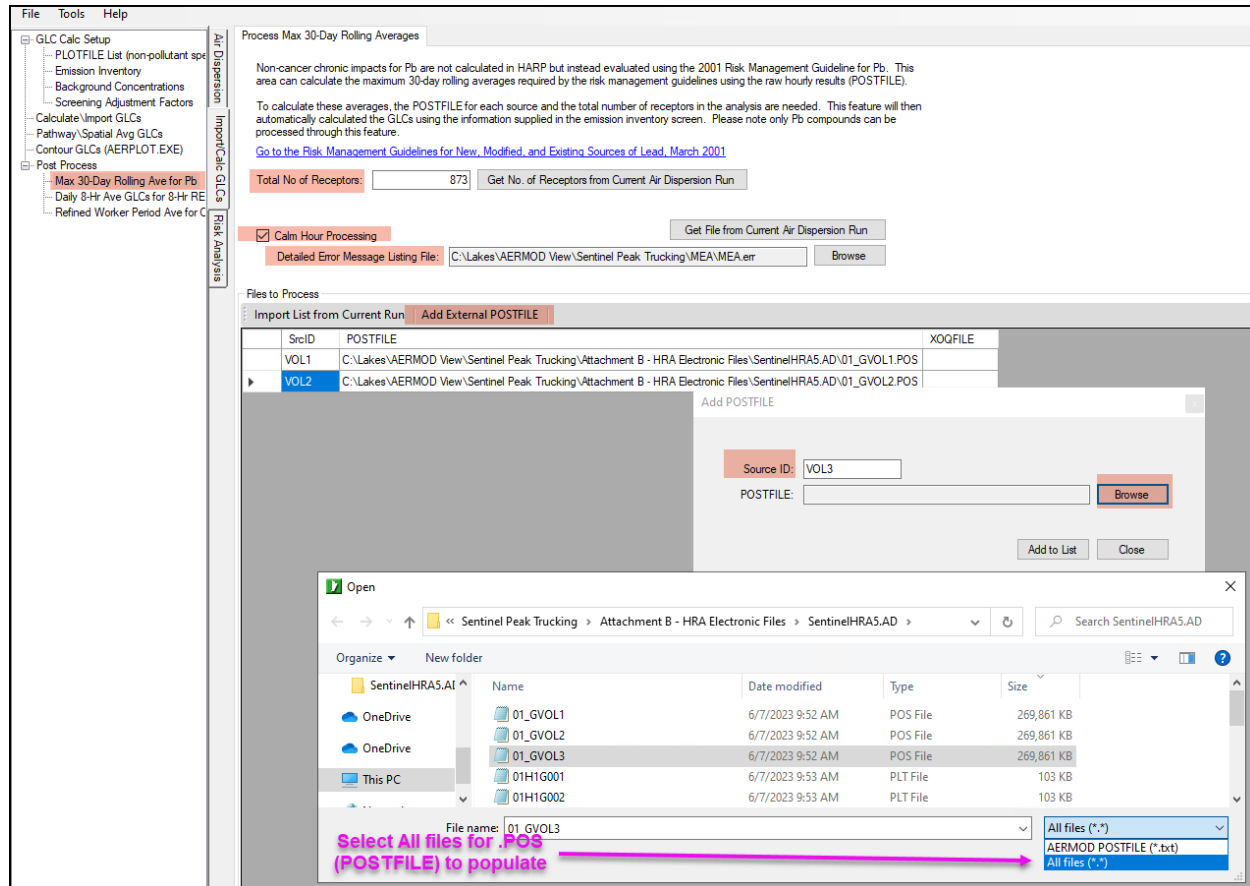 File Tools Help
GLC Calc Setup
PLOTFILE List (non-pollutant spe
Emission Inventory
Background Concentrations
Screening Adjustment Factors
Calculate\Import GLCs
Pathway\Spatial Avg GLCs
Contour GLCs (AERPLOT.EXE)
Post Process
Max 30-Day Rolling Ave for Pb
Daily 8-Hr Ave GLCs for 8-Hr RE
Refined Worker Period Ave for C
Air Dispersion
Import/Calc GLCs
Risk Analysis
Process Max 30-Day Rolling Averages
Non-cancer chronic impacts for Pb are not calculated in HARP but instead evaluated using the 2001 Risk Management Guideline for Pb. This
area can calculate the maximum 30-day rolling averages required by the risk management guidelines using the raw hourly results (POSTFILE).
To calculate these averages, the POSTFILE for each source and the total number of receptors in the analysis are needed. This feature will then
automatically calculated the GLCs using the information supplied in the emission inventory screen. Please note only Pb compounds can be
processed through this feature.
Go to the Risk Management Guidelines for New, Modified, and Existing Sources of Lead, March 2001
Total No of Receptors: 873 Get No. of Receptors from Current Air Dispersion Run
Get File from Current Air Dispersion Run
Calm Hour Processing
Detailed Error Message Listing File: C:\Lakes\AERMOD View\Sentinel Peak Trucking\MEA\MEA.err Browse
Files to Process
Import List from Current Run Add External POSTFILE
SrcID POSTFILE XOQFILE
VOL1 C:\Lakes\AERMOD View\Sentinel Peak Trucking\Attachment B - HRA Electronic Files\SentinelHRA5.AD\01_GVOL1.POS
VOL2 C:\Lakes\AERMOD View\Sentinel Peak Trucking\Attachment B - HRA Electronic Files\SentinelHRA5.AD\01_GVOL2.POS
Add POSTFILE
x
Source ID: VOL3
POSTFILE: Browse
Add to List Close
Open
« Sentinel Peak Trucking › Attachment B - HRA Electronic Files › SentinelHRA5.AD › Search SentinelHRA5.AD
Organize New folder
SentinelHRA5.AD Name Date modified Type Size
OneDrive 01_GVOL1 6/7/2023 9:52 AM POS File 269,861 KB
01_GVOL2 6/7/2023 9:52 AM POS File 269,861 KB
OneDrive 01_GVOL3 6/7/2023 9:52 AM POS File 269,861 KB
This PC 01H1G001 6/7/2023 9:53 AM PLT File 103 KB
01H1G002 6/7/2023 9:53 AM PLT File 103 KB
File name: 01_GVOL3 All files (*.*)
Select All files for .POS
(POSTFILE) to populate
AERMOD POSTFILE (*.txt)
All files (*.*)